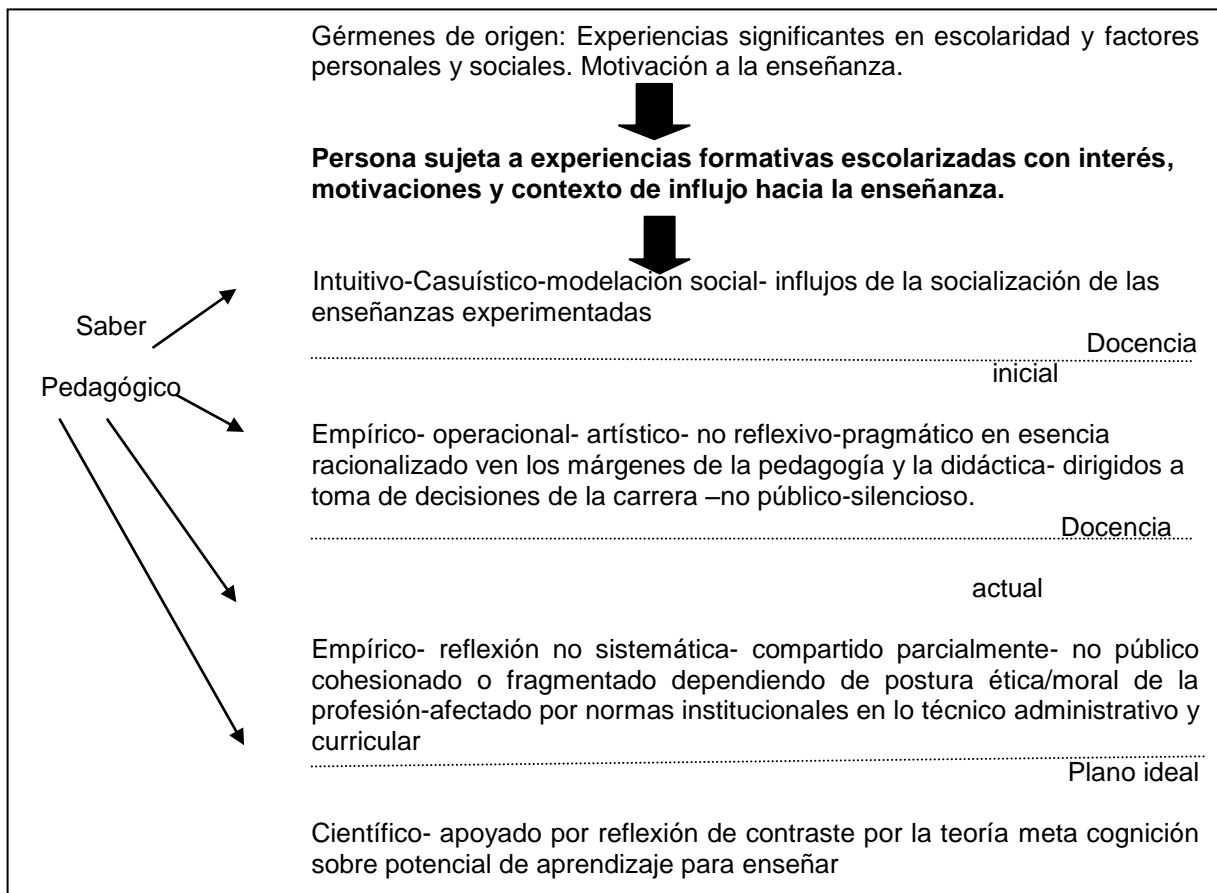 Gérmenes de origen: Experiencias significantes en escolaridad y factores
personales y sociales. Motivación a la enseñanza.
Persona sujeta a experiencias formativas escolarizadas con interés,
motivaciones y contexto de influjo hacia la enseñanza.
Intuitivo-Casuístico-modelación social- influjos de la socialización de las
enseñanzas experimentadas
Saber
Pedagógico
Docencia
inicial
Empírico- operacional- artístico- no reflexivo-pragmático en esencia
racionalizado ven los márgenes de la pedagogía y la didáctica- dirigidos a
toma de decisiones de la carrera –no público-silencioso.
Docencia
actual
Empírico- reflexión no sistemática- compartido parcialmente- no público
cohesionado o fragmentado dependiendo de postura ética/moral de la
profesión-afectado por normas institucionales en lo técnico administrativo y
curricular
Plano ideal
Científico- apoyado por reflexión de contraste por la teoría meta cognición
sobre potencial de aprendizaje para enseñar